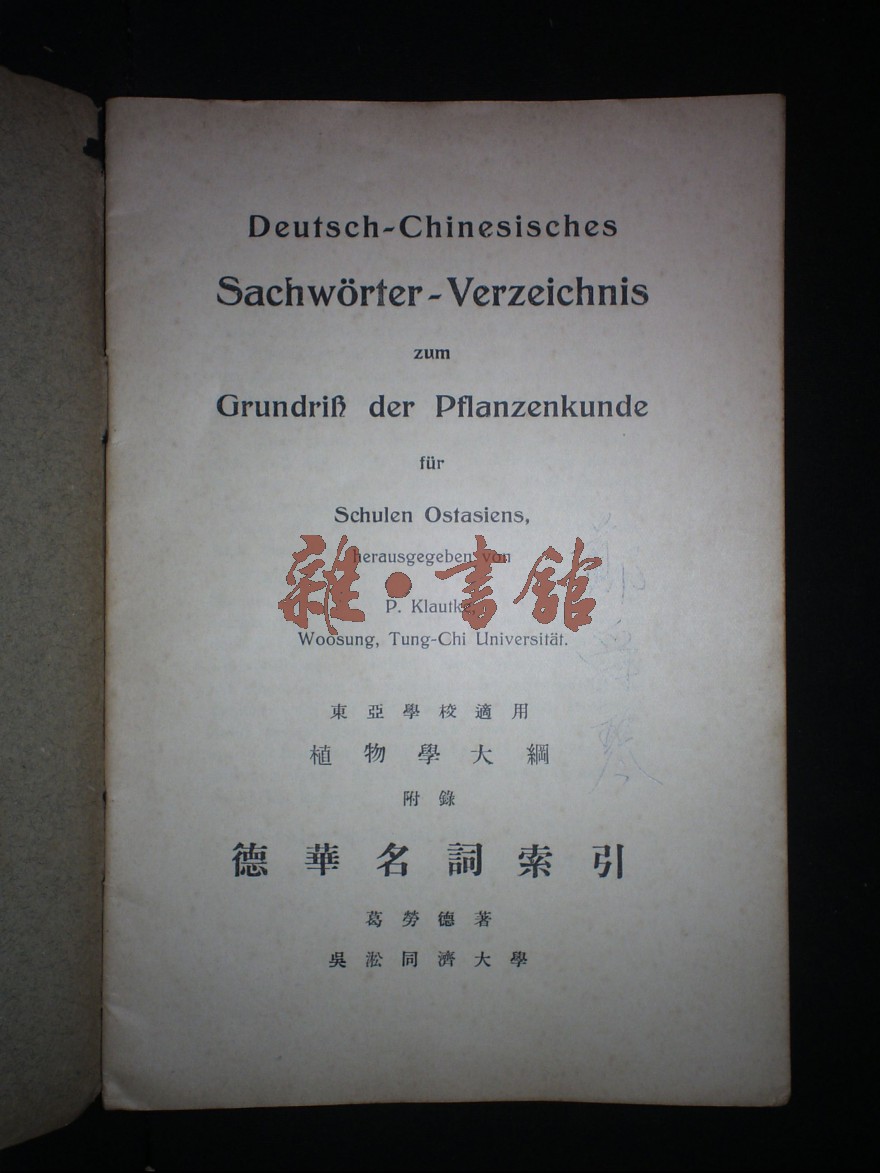 Deutsch-Chinesisches
Sachwörter-Verzeichnis
zum
Grundriß der Pflanzenkunde
für
Schulen Ostasiens,
herausgegeben von
P. Klautke,
Woosung, Tung-Chi Universität.
雜·書館
東亞學校適用
植物學大綱
附錄
德華名詞索引
葛勞德著
吳淞同濟大學